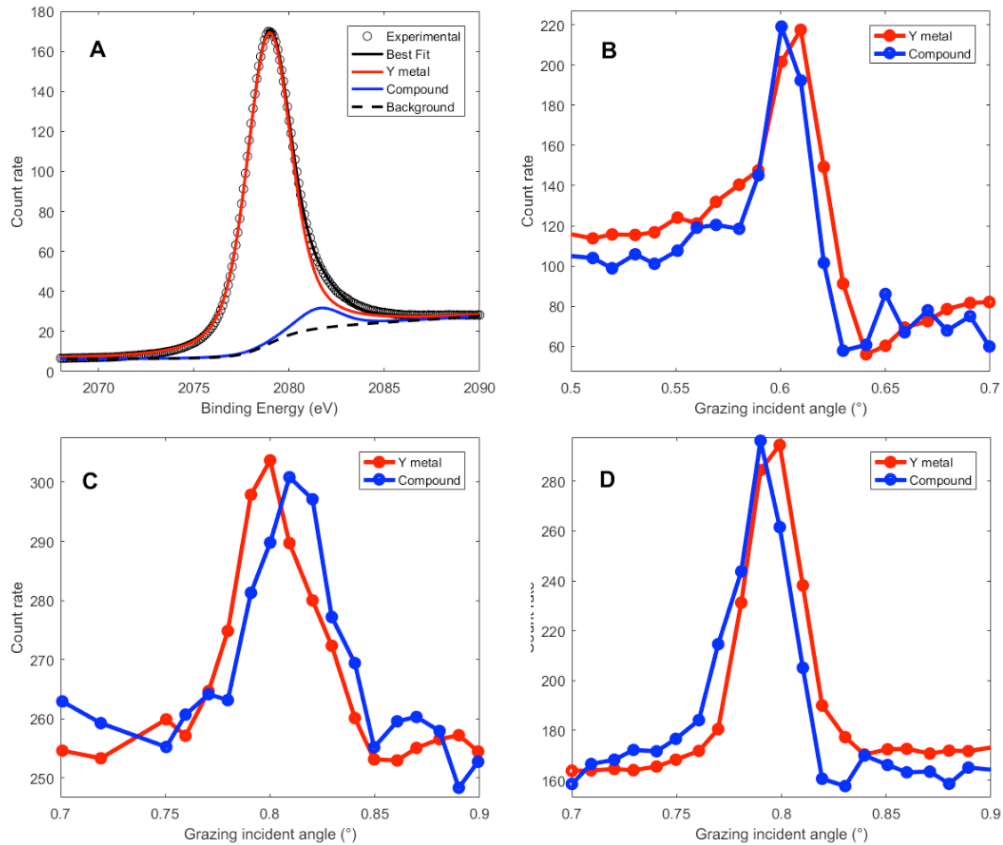 A
Experimental
Best Fit
Y metal
Compound
Background
180
160
140
120
100
80
60
40
20
0
Count rate
2070 2075 2080 2085 2090
Binding Energy (eV)
B
Y metal
Compound
220
200
180
160
140
120
100
80
60
Count rate
0.5 0.55 0.6 0.65 0.7
Grazing incident angle (°)
C
Y metal
Compound
300
290
280
270
260
250
Count rate
0.7 0.75 0.8 0.85 0.9
Grazing incident angle (°)
D
Y metal
Compound
280
260
240
220
200
180
160
Count rate
0.7 0.75 0.8 0.85 0.9
Grazing incident angle (°)